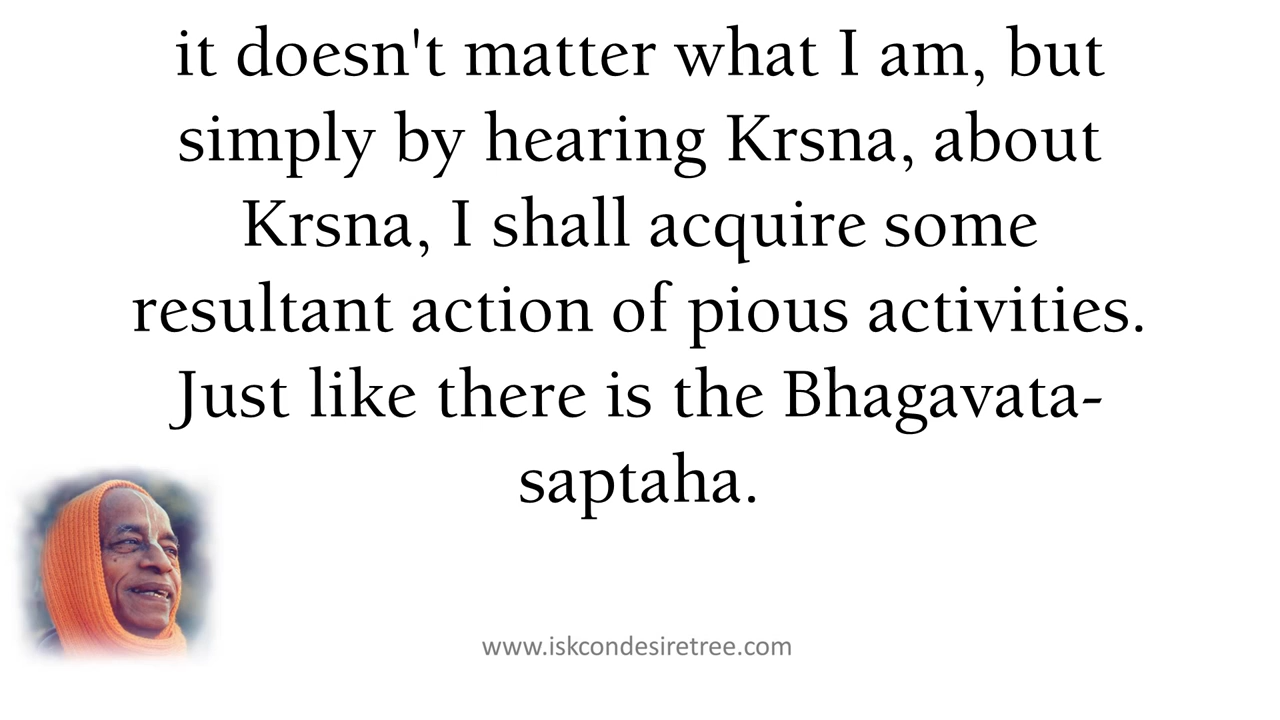 it doesn't matter what I am, but
simply by hearing Krsna, about
Krsna, I shall acquire some
resultant action of pious activities.
Just like there is the Bhagavata-
saptaha.
www.iskcondesiretree.com